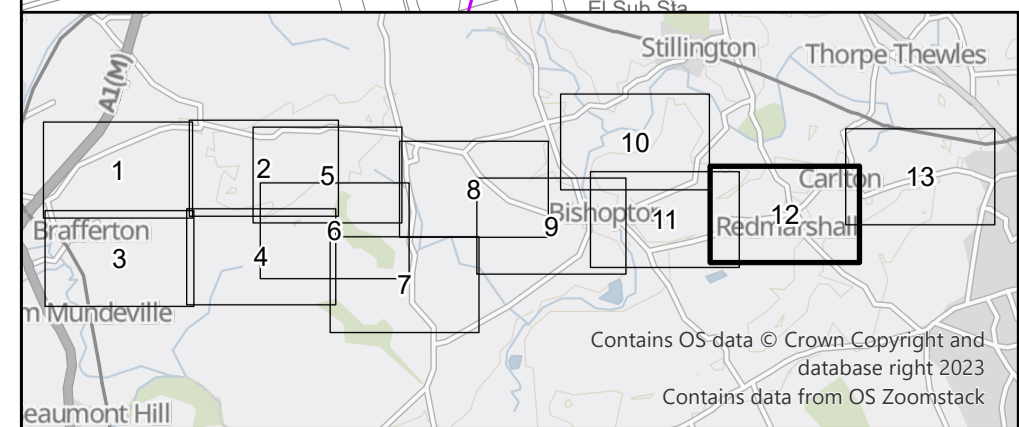 El Sub Sta
Stillington
Thorpe Thewles
A1(M)
10
1
2
5
Carlton
13
8
Bishopton
11
12
Redmarshall
Brafferton
9
6
3
4
7
m Mundeville
Contains OS data © Crown Copyright and
database right 2023
Contains data from OS Zoomstack
eaumont Hill